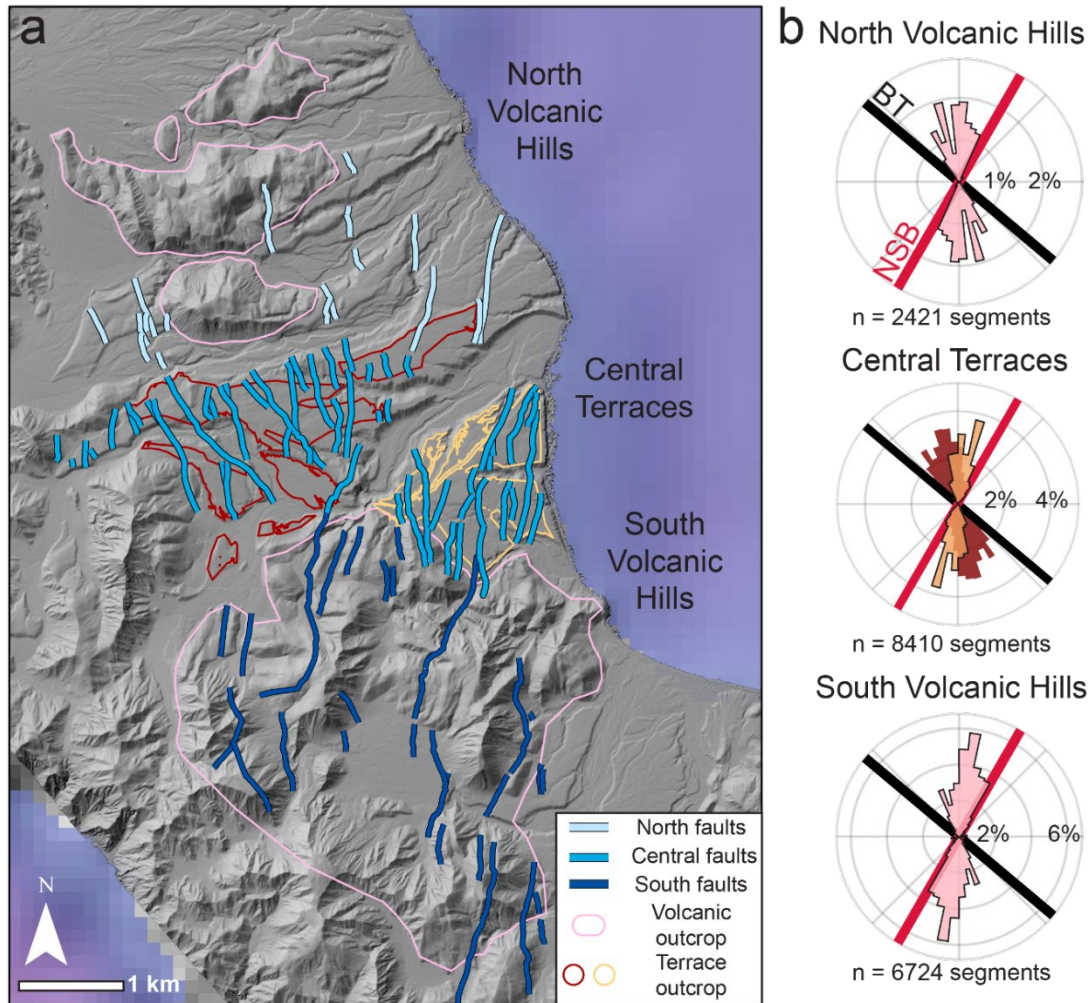 a
North
Volcanic
Hills
Central
Terraces
South
Volcanic
Hills
North faults
Central faults
South faults
Volcanic
outcrop
Terrace
outcrop
N
1 km
b
North Volcanic Hills
BT
NSB
1% 2%
n = 2421 segments
Central Terraces
2% 4%
n = 8410 segments
South Volcanic Hills
2% 6%
n = 6724 segments